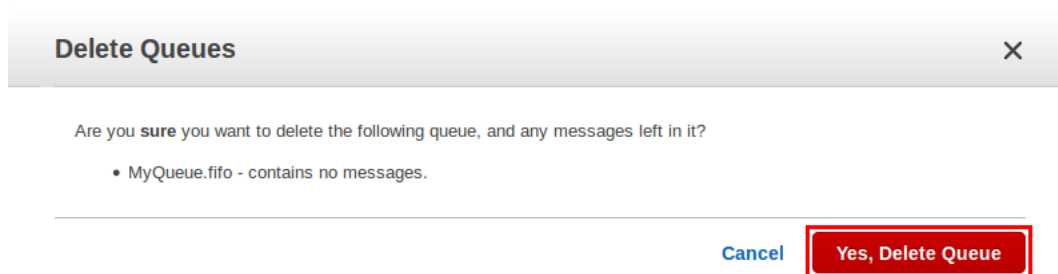 Delete Queues
Are you sure you want to delete the following queue, and any messages left in it?
• MyQueue.fifo - contains no messages.
Cancel Yes, Delete Queue